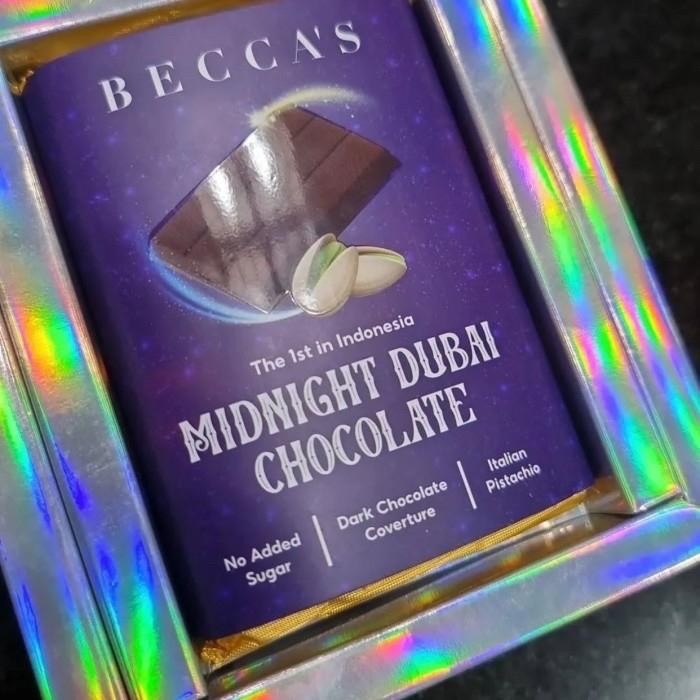 BECCA'S
The 1st in Indonesia
MIDNIGHT DUBAI
CHOCOLATE
No Added
Sugar
Dark Chocolate
Coverture
Italian
Pistachio